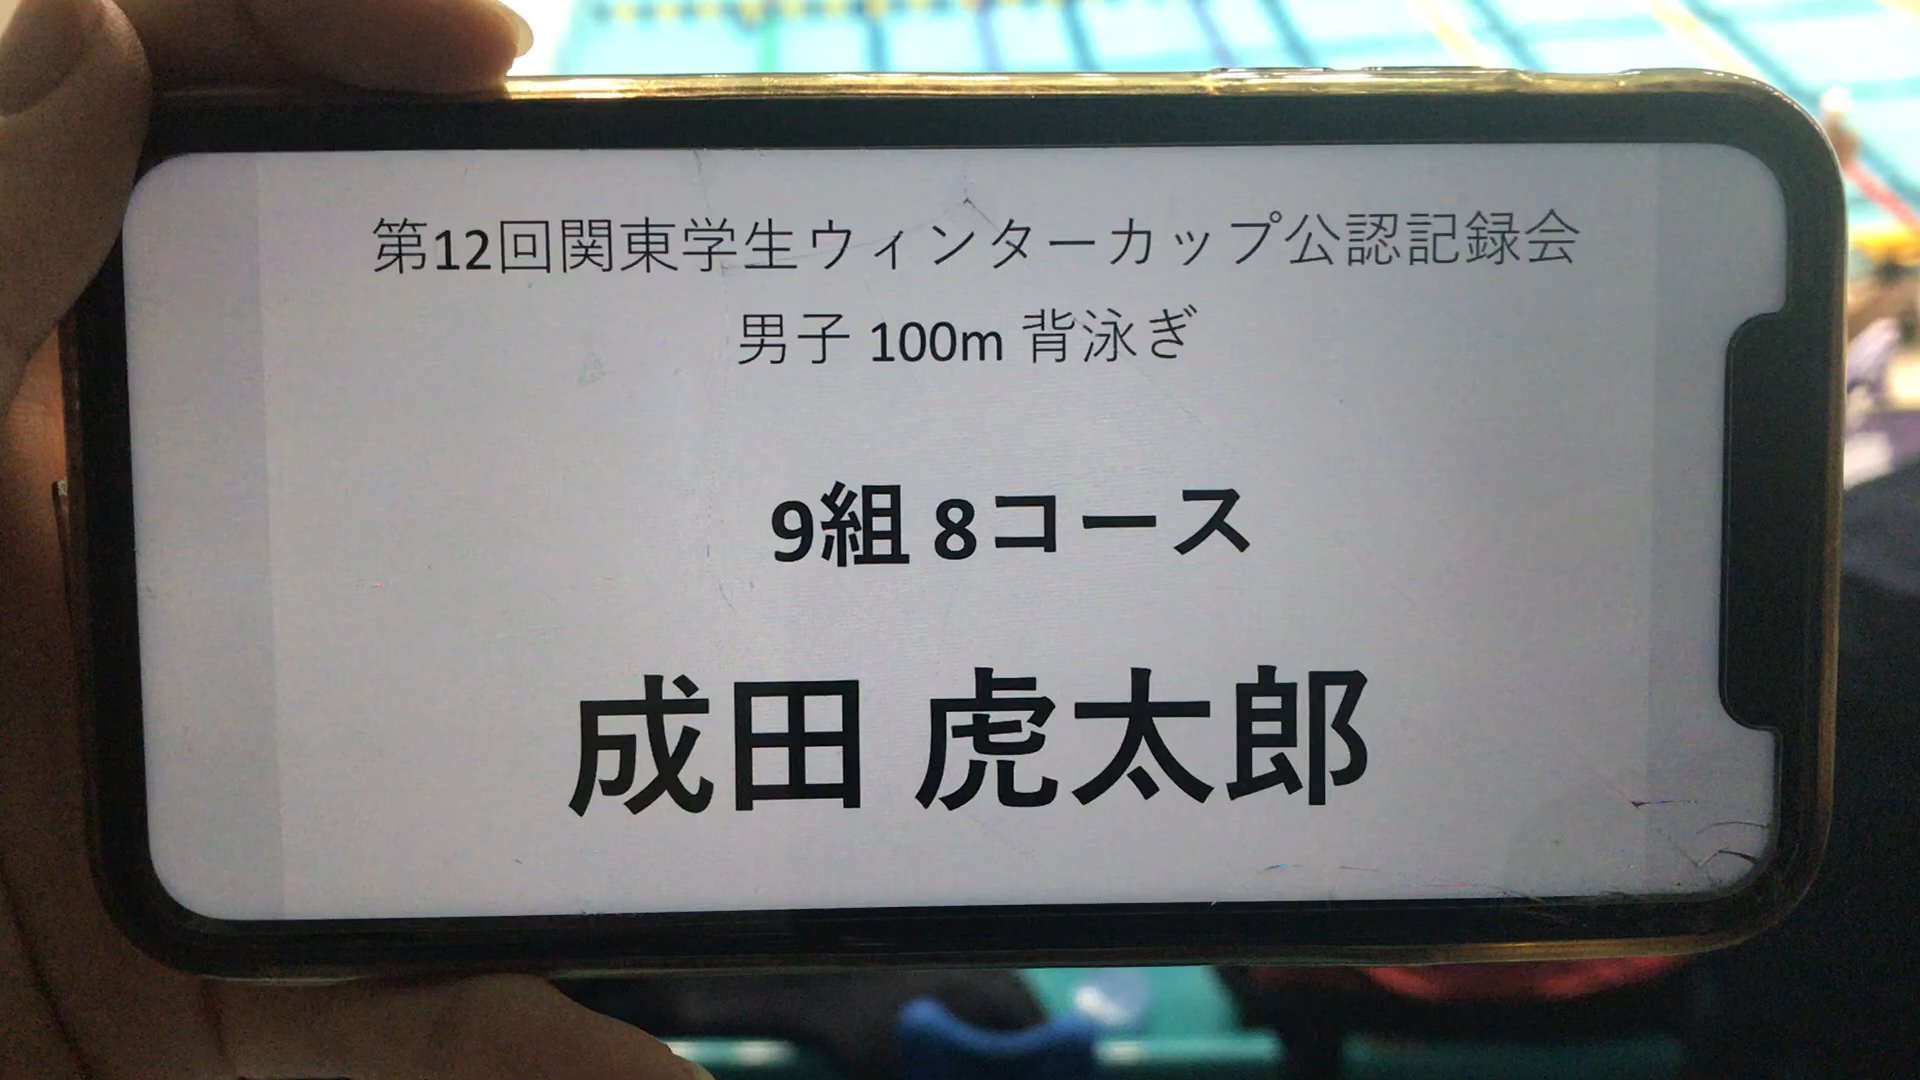 第12回関東学生ウィンターカップ公認記録会
男子 100m 背泳ぎ
9組 8コース
成田 虎太郎